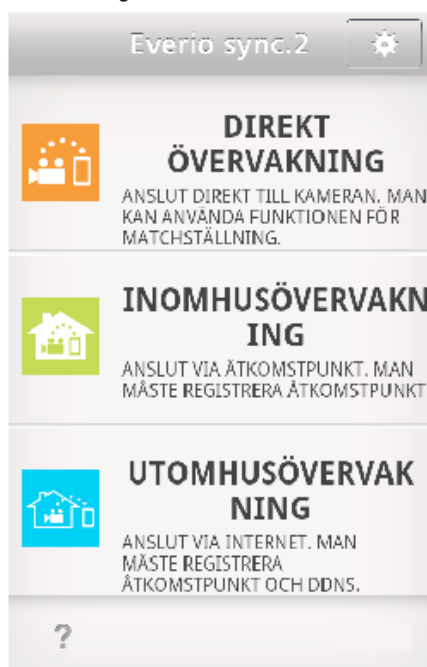 Everio sync.2
DIREKT
ÖVERVAKNING
ANSLUT DIREKT TILL KAMERAN. MAN
KAN ANVÄNDA FUNKTIONEN FÖR
MATCHSTÄLLNING.
INOMHUSÖVERVAKN
ING
ANSLUT VIA ÅTKOMSTPUNKT. MAN
MÅSTE REGISTRERA ÅTKOMSTPUNKT
UTOMHUSÖVERVAK
NING
ANSLUT VIA INTERNET. MAN
MÅSTE REGISTRERA
ÅTKOMSTPUNKT OCH DDNS.
?